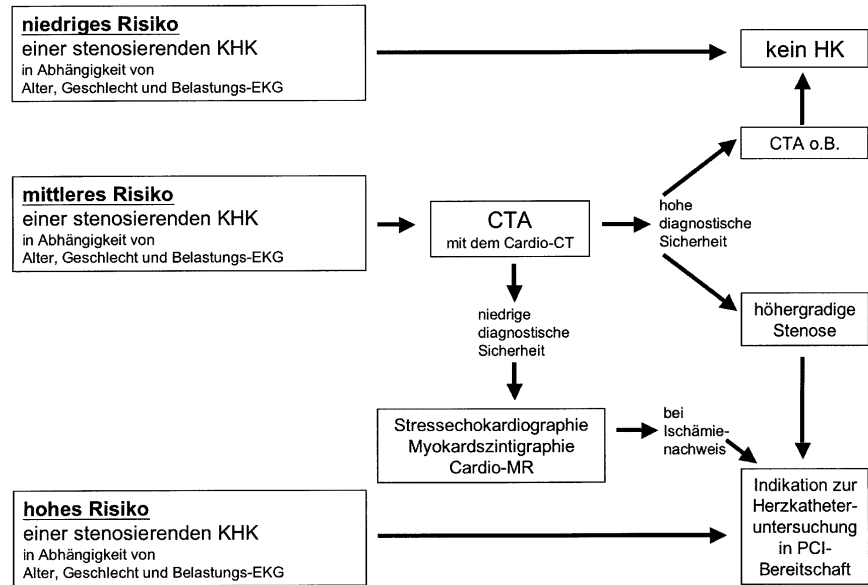 niedriges Risiko
einer stenosierenden KHK
in Abhängigkeit von
Alter, Geschlecht und Belastungs-EKG
kein HK
CTA o.B.
mittleres Risiko
einer stenosierenden KHK
in Abhängigkeit von
Alter, Geschlecht und Belastungs-EKG
CTA
mit dem Cardio-CT
hohe
diagnostische
Sicherheit
niedrige
diagnostische
Sicherheit
höhergradige
Stenose
Stressechokardiographie
Myokardszintigraphie
Cardio-MR
bei
Ischämie-
nachweis
hohes Risiko
einer stenosierenden KHK
in Abhängigkeit von
Alter, Geschlecht und Belastungs-EKG
Indikation zur
Herzkatheter-
untersuchung
in PCI-
Bereitschaft